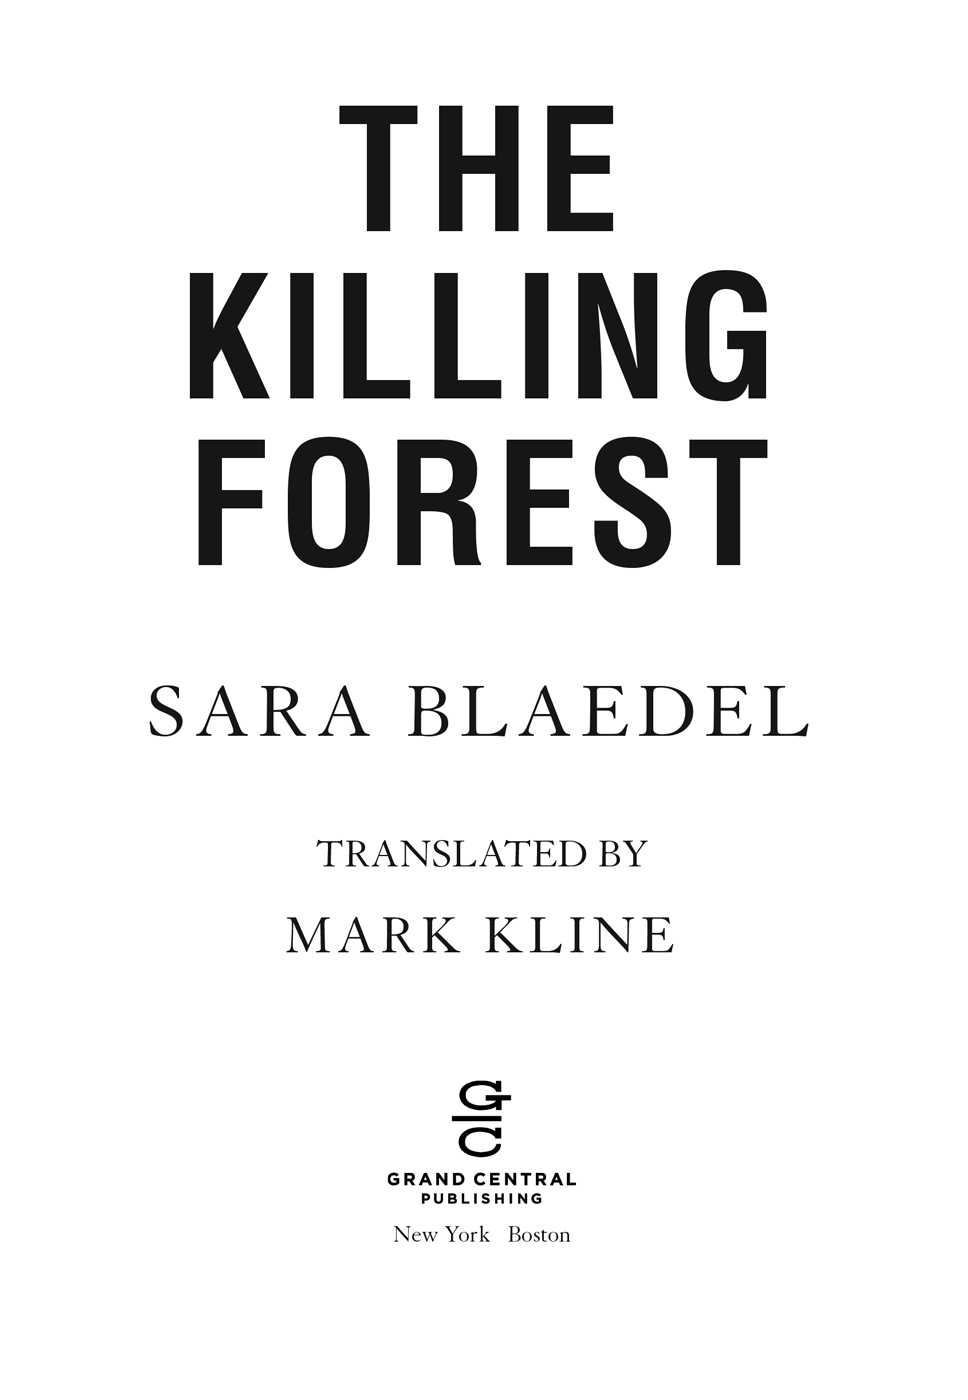 THE
KILLING
FOREST
SARA BLAEDEL
TRANSLATED BY
MARK KLINE
G
C
GRAND CENTRAL
PUBLISHING
New York Boston